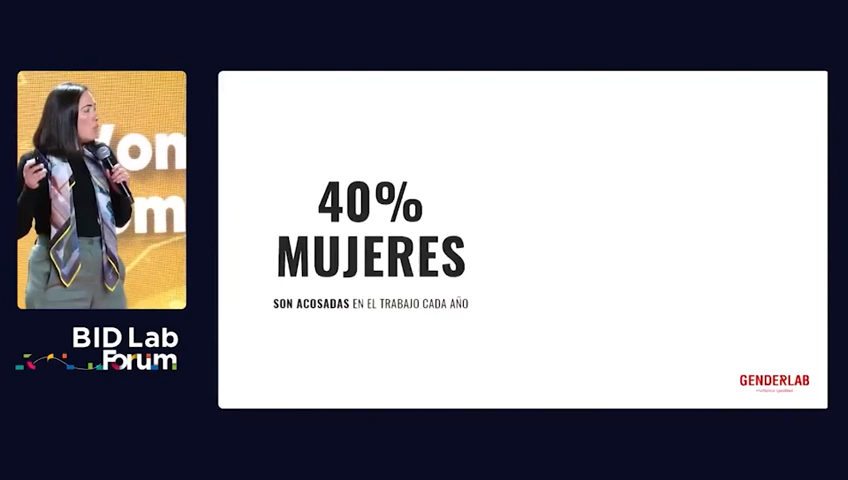 BID Lab
Forum
40%
MUJERES
SON ACOSADAS EN EL TRABAJO CADA AÑO
GENDERLAB